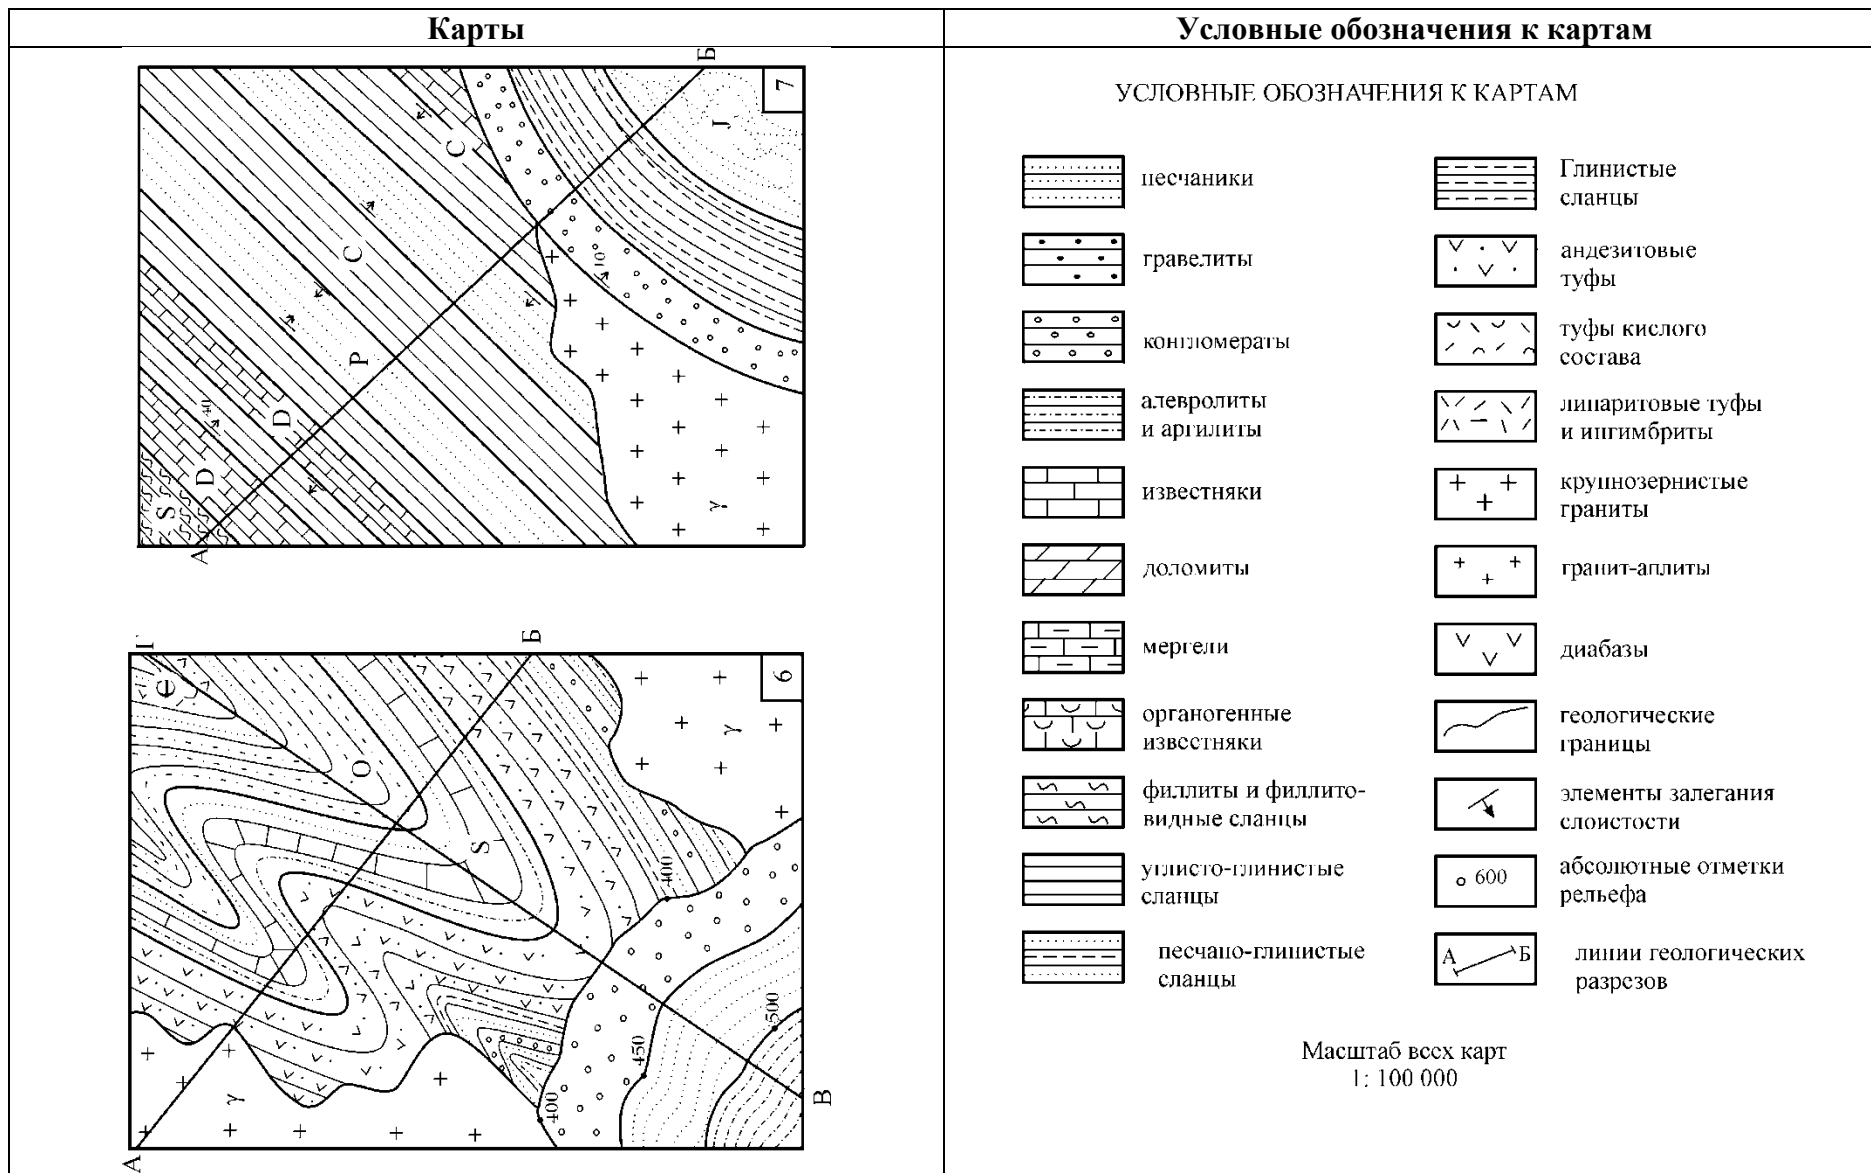 Карты
Условные обозначения к картам
Б
7
J
C
10
C
P
40
D
D
S
γ
А
Г
Б
6
Є
γ
О
S
400
500
450
400
γ
В
А
УСЛОВНЫЕ ОБОЗНАЧЕНИЯ К КАРТАМ
песчаники
Глинистые
сланцы
гравелиты
андезитовые
туфы
конгломераты
туфы кислого
состава
алевролиты
и аргилиты
липаритовые туфы
и ингимбриты
известняки
крупнозернистые
граниты
доломиты
гранит-аплиты
мергели
диабазы
органогенные
известняки
геологические
границы
филлиты и филлито-
видные сланцы
элементы залегания
слоистости
углисто-глинистые
сланцы
600
абсолютные отметки
рельефа
песчано-глинистые
сланцы
А Б
линии геологических
разрезов
Масштаб всех карт
1: 100 000